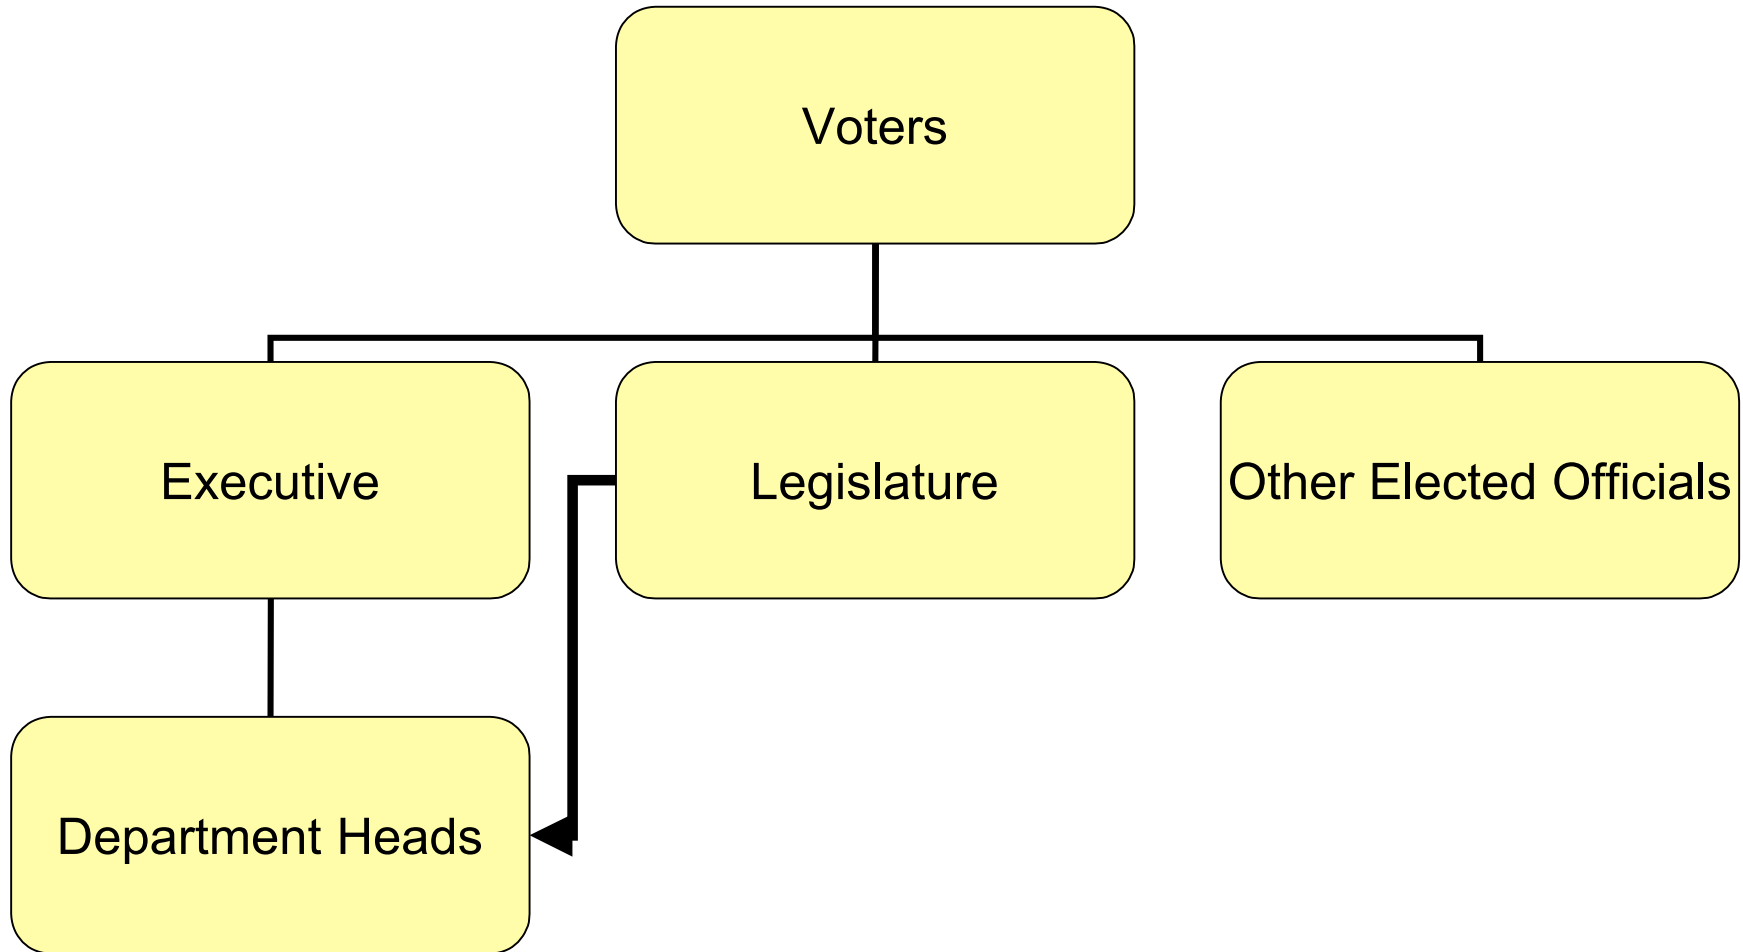 Voters
Executive
Legislature
Other Elected Officials
Department Heads